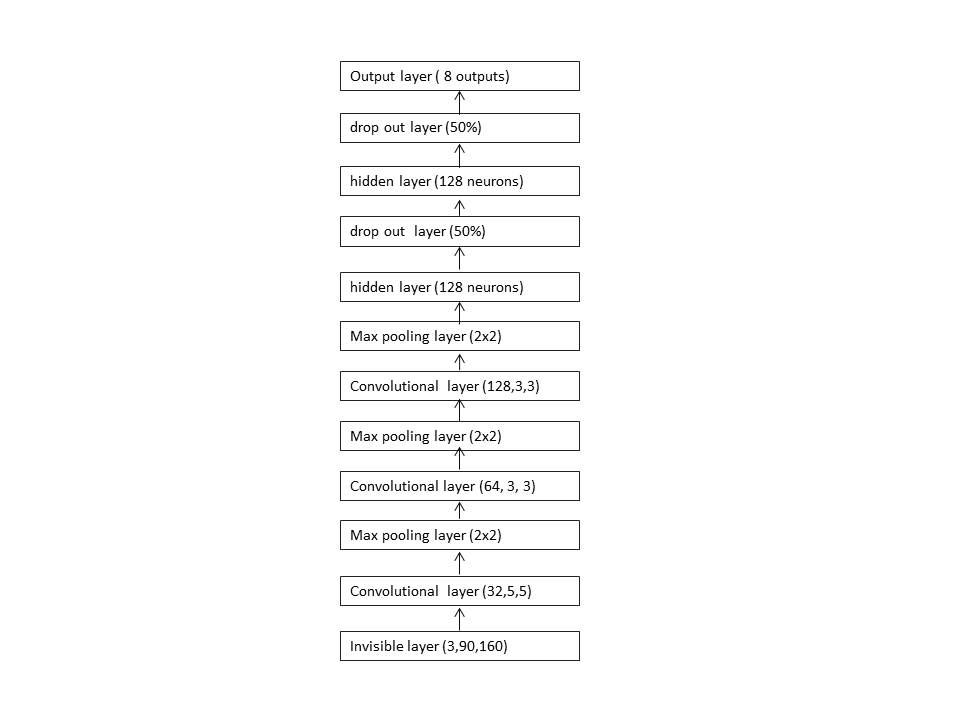 Output layer ( 8 outputs)
drop out layer (50%)
hidden layer (128 neurons)
drop out  layer (50%)
hidden layer (128 neurons)
Max pooling layer (2x2)
Convolutional  layer (128,3,3)
Max pooling layer (2x2)
Convolutional layer (64, 3, 3)
Max pooling layer (2x2)
Convolutional  layer (32,5,5)
Invisible layer (3,90,160)